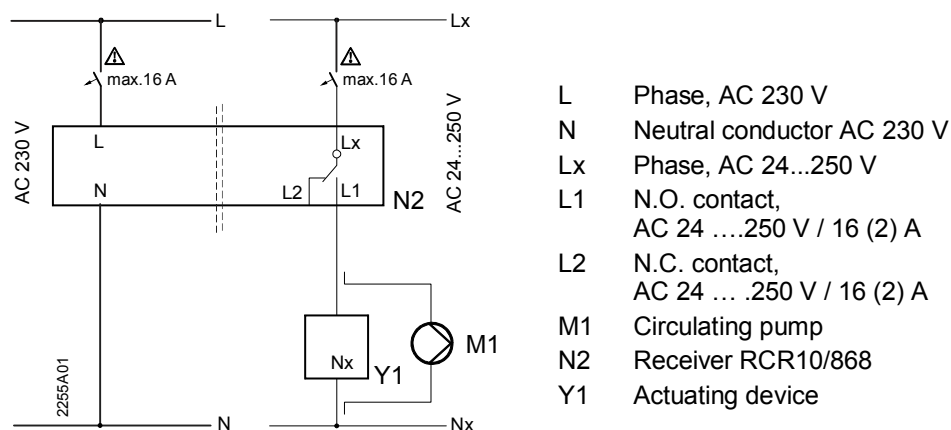 L
Lx
max.16 A
max.16 A
AC 230 V
AC 24...250 V
L
Lx
N
L2
L1
N2
M1
Nx
Y1
2255A01
N
Nx
L Phase, AC 230 V
N Neutral conductor AC 230 V
Lx Phase, AC 24...250 V
L1 N.O. contact,
AC 24 ….250 V / 16 (2) A
L2 N.C. contact,
AC 24 … .250 V / 16 (2) A
M1 Circulating pump
N2 Receiver RCR10/868
Y1 Actuating device